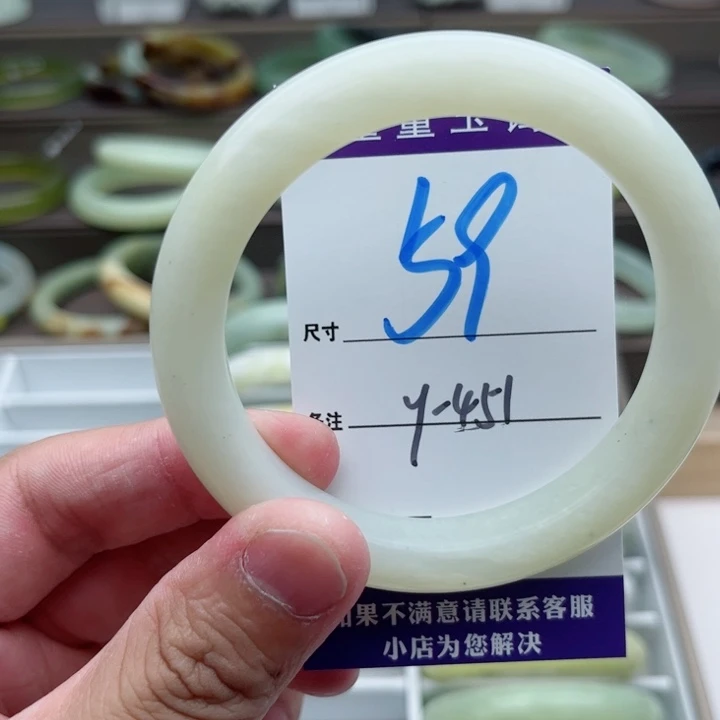 59
尺寸
y-451
备注
如果不满意请联系客服
小店为您解决